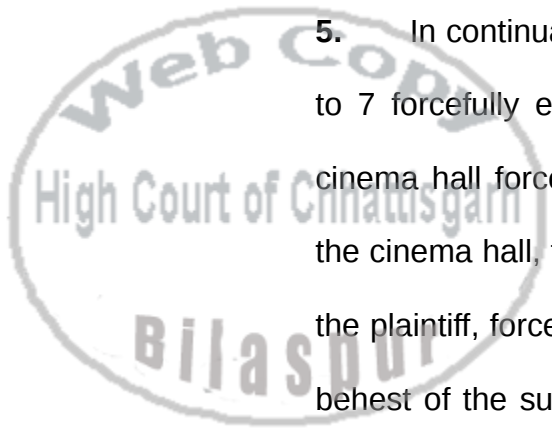 5. In continua
to 7 forcefully e
cinema hall force
the cinema hall,
the plaintiff, force
behest of the su
Web Copy
High Court of Chhattisgarh
Bilaspur